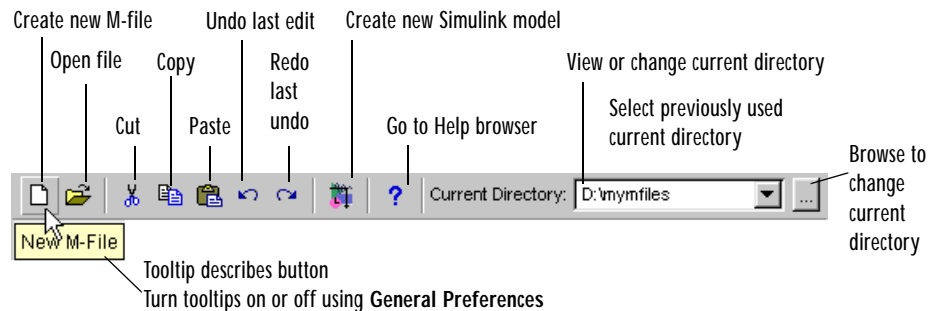 Create new M-file
Undo last edit
Create new Simulink model
Open file
Copy
Redo
last
undo
View or change current directory
Cut
Paste
Go to Help browser
Select previously used
current directory
Browse to
change
current
directory
?
Current Directory:
D:\mymfiles
...
New M-File
Tooltip describes button
Turn tooltips on or off using General Preferences